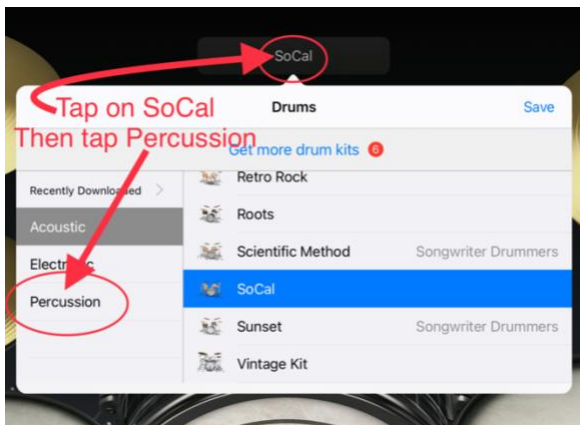 SoCal
Tap on SoCal
Drums
Save
Then tap Percussion
Get more drum kits 6
Recently Downloaded
Acoustic
Electronic
Percussion
Retro Rock
Roots
Scientific Method Songwriter Drummers
SoCal
Sunset Songwriter Drummers
Vintage Kit